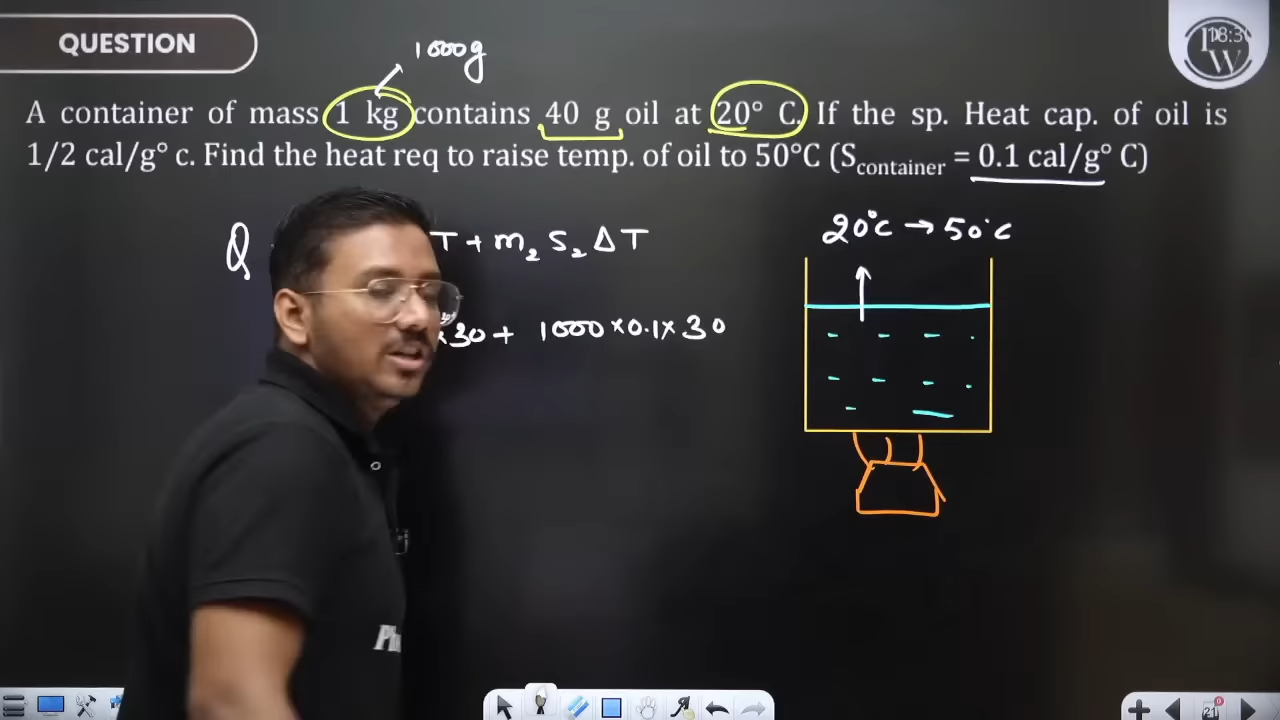 QUESTION
1000g
A container of mass 1 kg contains 40 g oil at 20° C. If the sp. Heat cap. of oil is
1/2 cal/g° c. Find the heat req to raise temp. of oil to 50°C (Scontainer = 0.1 cal/g° C)
20°C → 50°C
Q T + m2 S2 ΔT
×30 + 1000×0.1×30
PW
21